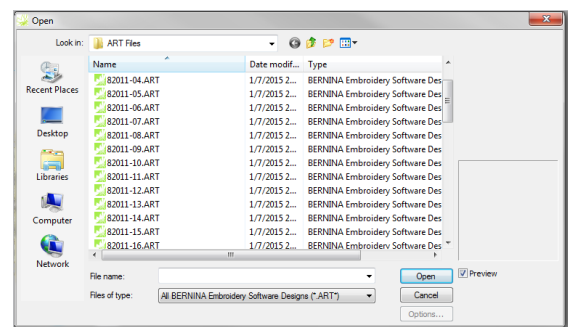 Open
Look in: ART Files
Name Date modif... Type
82011-04.ART 1/7/2015 2... BERNINA Embroidery Software Des
82011-05.ART 1/7/2015 2... BERNINA Embroidery Software Des
82011-06.ART 1/7/2015 2... BERNINA Embroidery Software Des
82011-07.ART 1/7/2015 2... BERNINA Embroidery Software Des
82011-08.ART 1/7/2015 2... BERNINA Embroidery Software Des
82011-09.ART 1/7/2015 2... BERNINA Embroidery Software Des
82011-10.ART 1/7/2015 2... BERNINA Embroidery Software Des
82011-11.ART 1/7/2015 2... BERNINA Embroidery Software Des
82011-12.ART 1/7/2015 2... BERNINA Embroidery Software Des
82011-13.ART 1/7/2015 2... BERNINA Embroidery Software Des
82011-14.ART 1/7/2015 2... BERNINA Embroidery Software Des
82011-15.ART 1/7/2015 2... BERNINA Embroidery Software Des
82011-16.ART 1/7/2015 2... BERNINA Embroidery Software Des
Recent Places
Desktop
Libraries
Computer
Network
File name: Open Preview
Files of type: All BERNINA Embroidery Software Designs (*.ART*) Cancel
Options...